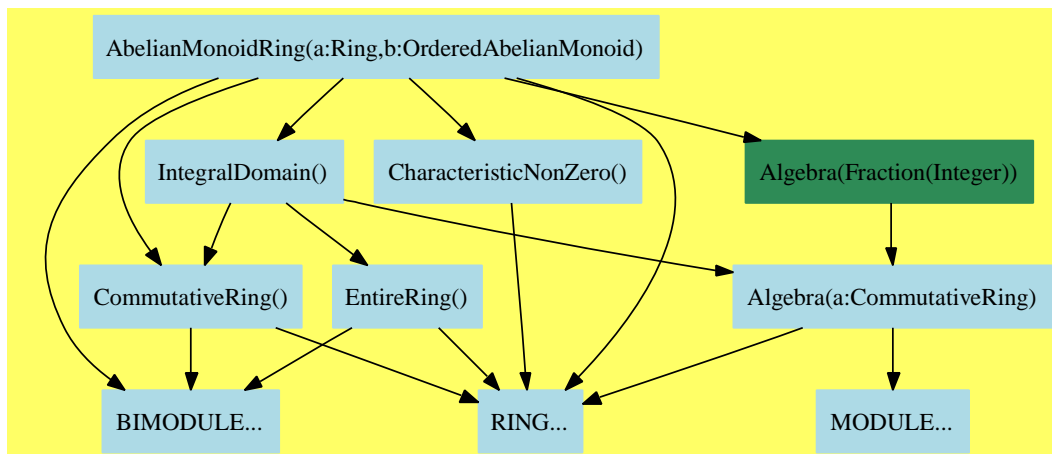 AbelianMonoidRing(a:Ring,b:OrderedAbelianMonoid)
IntegralDomain()
CharacteristicNonZero()
Algebra(Fraction(Integer))
CommutativeRing()
EntireRing()
Algebra(a:CommutativeRing)
BIMODULE...
RING...
MODULE...